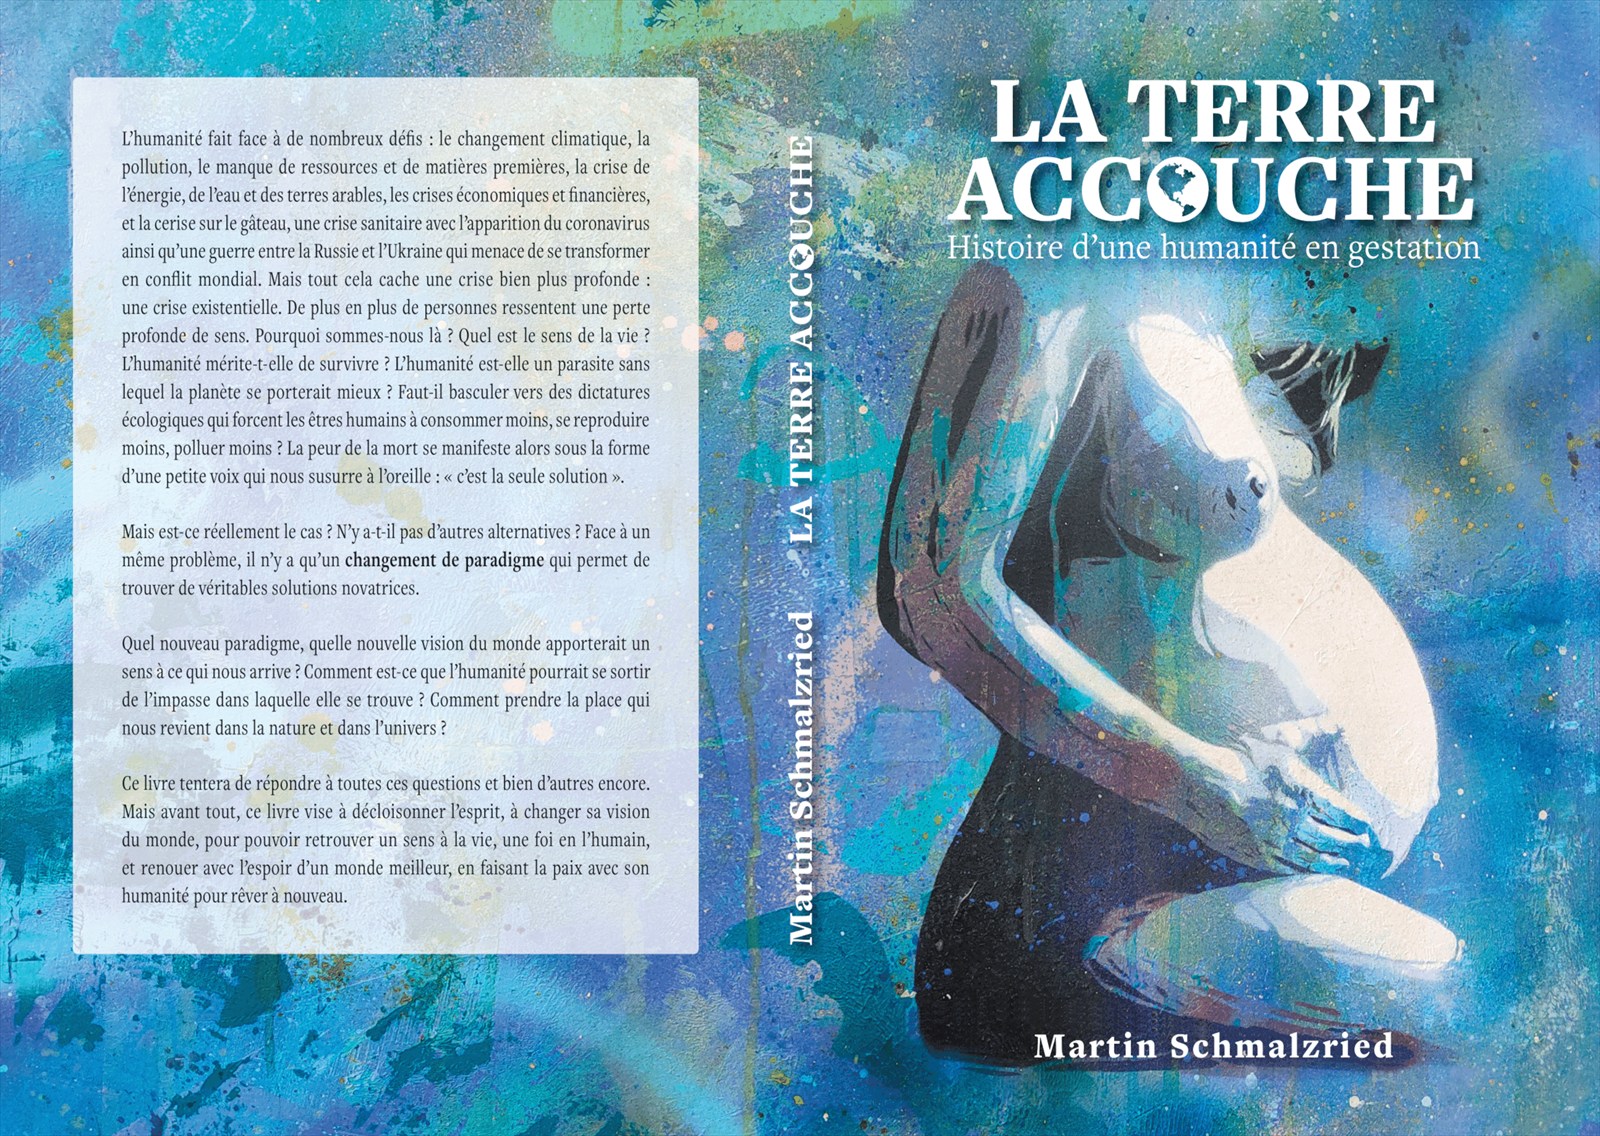 L'humanité fait face à de nombreux défis : le changement climatique, la
pollution, le manque de ressources et de matières premières, la crise de
l'énergie, de l'eau et des terres arables, les crises économiques et financières,
et la cerise sur le gâteau, une crise sanitaire avec l'apparition du coronavirus
ainsi qu'une guerre entre la Russie et l'Ukraine qui menace de se transformer
en conflit mondial. Mais tout cela cache une crise bien plus profonde :
une crise existentielle. De plus en plus de personnes ressentent une perte
profonde de sens. Pourquoi sommes-nous là ? Quel est le sens de la vie ?
L'humanité mérite-t-elle de survivre ? L'humanité est-elle un parasite sans
lequel la planète se porterait mieux ? Faut-il basculer vers des dictatures
écologiques qui forcent les êtres humains à consommer moins, se reproduire
moins, polluer moins ? La peur de la mort se manifeste alors sous la forme
d'une petite voix qui nous susurre à l'oreille : « c'est la seule solution ».
Mais est-ce réellement le cas ? N'y a-t-il pas d'autres alternatives ? Face à un
même problème, il n'y a qu'un changement de paradigme qui permet de
trouver de véritables solutions novatrices.
Quel nouveau paradigme, quelle nouvelle vision du monde apporterait un
sens à ce qui nous arrive ? Comment est-ce que l'humanité pourrait se sortir
de l'impasse dans laquelle elle se trouve ? Comment prendre la place qui
nous revient dans la nature et dans l'univers ?
Ce livre tentera de répondre à toutes ces questions et bien d'autres encore.
Mais avant tout, ce livre vise à décloisonner l'esprit, à changer sa vision
du monde, pour pouvoir retrouver un sens à la vie, une foi en l'humain,
et renouer avec l'espoir d'un monde meilleur, en faisant la paix avec son
humanité pour rêver à nouveau.
Martin Schmalzried LA TERRE ACCOUCHE
LA TERRE
ACCOUCHE
Histoire d'une humanité en gestation
Martin Schmalzried